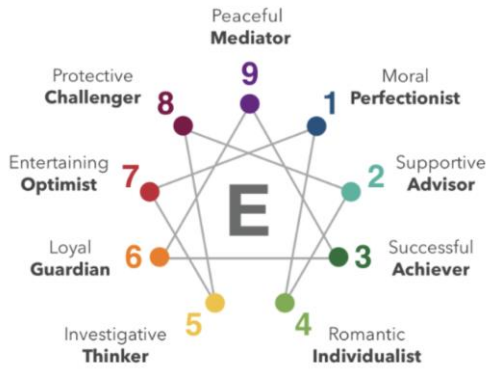 Peaceful
Mediator
9
Protective
Challenger
8
1
Moral
Perfectionist
Entertaining
Optimist
7
2
Supportive
Advisor
E
Loyal
Guardian
6
3
Successful
Achiever
Investigative
Thinker
5
4
Romantic
Individualist